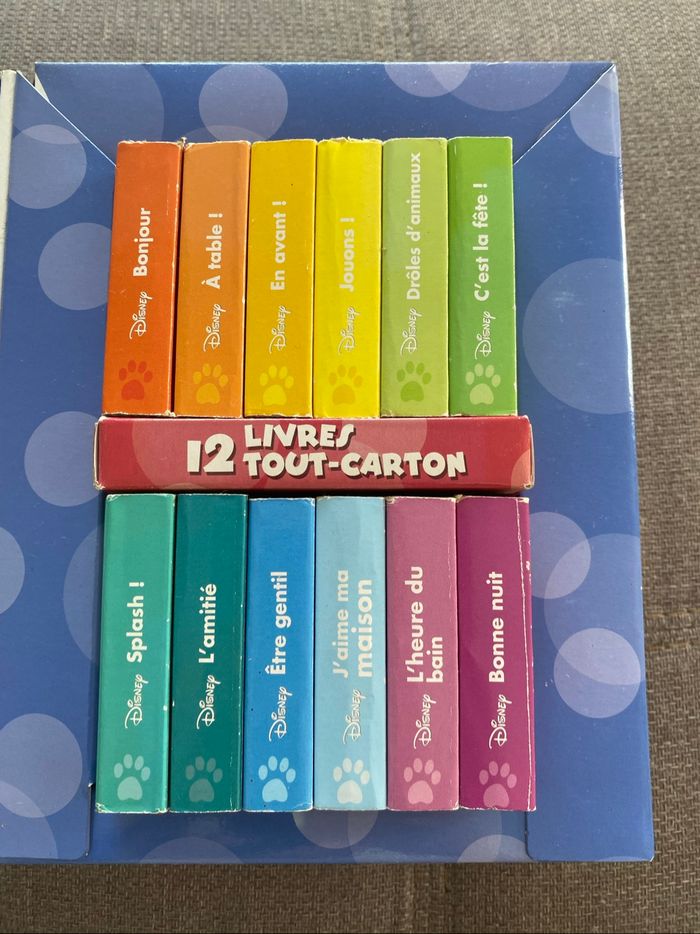 Disney Bonjour
Disney À table !
Disney En avant !
Disney Jouons !
Disney Drôles d'animaux
Disney C'est la fête !
12 LIVRES
TOUT-CARTON
Disney Splash !
Disney L'amitié
Disney Être gentil
Disney J'aime ma
maison
Disney L'heure du
bain
Disney Bonne nuit